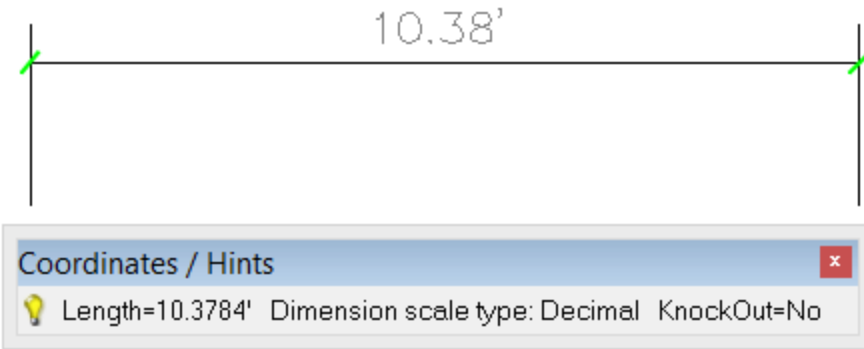 10.38'
Coordinates / Hints
x
Length=10.3784' Dimension scale type: Decimal KnockOut=No